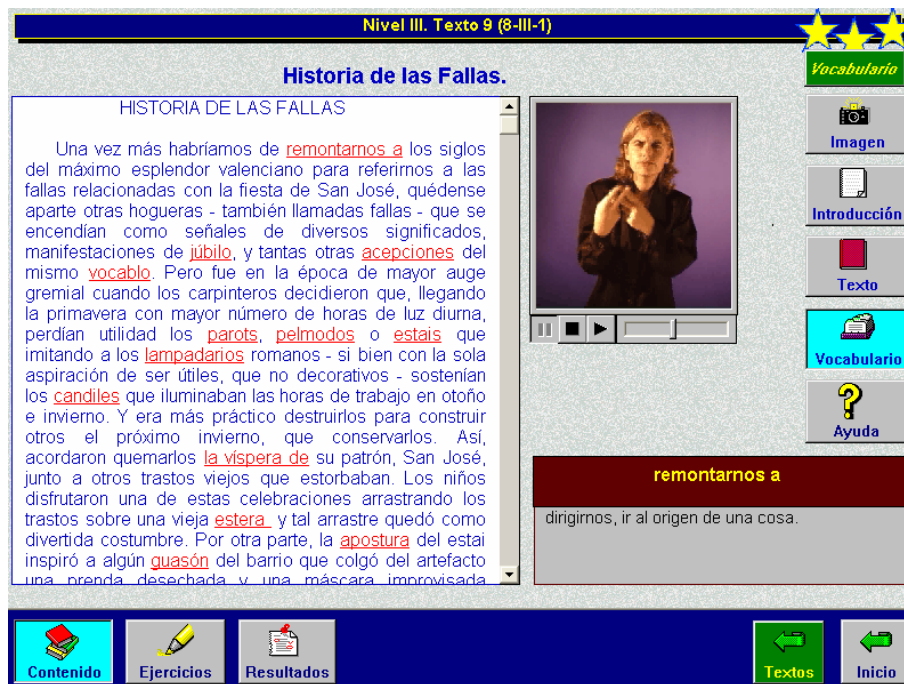 Nivel III. Texto 9 (8-III-1)
Historia de las Fallas.
Vocabulario
HISTORIA DE LAS FALLAS
Una vez más habríamos de remontarnos a los siglos
del máximo esplendor valenciano para referirnos a las
fallas relacionadas con la fiesta de San José, quédense
aparte otras hogueras - también llamadas fallas - que se
encendían como señales de diversos significados,
manifestaciones de júbilo, y tantas otras acepciones del
mismo vocablo. Pero fue en la época de mayor auge
gremial cuando los carpinteros decidieron que, llegando
la primavera con mayor número de horas de luz diurna,
perdían utilidad los parots, pelmodos o estais que
imitando a los lampadarios romanos - si bien con la sola
aspiración de ser útiles, que no decorativos - sostenían
los candiles que iluminaban las horas de trabajo en otoño
e invierno. Y era más práctico destruirlos para construir
otros el próximo invierno, que conservarlos. Así,
acordaron quemarlos la víspera de su patrón, San José,
junto a otros trastos viejos que estorbaban. Los niños
disfrutaron una de estas celebraciones arrastrando los
trastos sobre una vieja estera y tal arrastre quedó como
divertida costumbre. Por otra parte, la apostura del estai
inspiró a algún guasón del barrio que colgó del artefacto
una prenda desechada y una máscara improvisada
Imagen
Introducción
Texto
Vocabulario
Ayuda
remontarnos a
dirigirnos, ir al origen de una cosa.
Contenido
Ejercicios
Resultados
Textos
Inicio